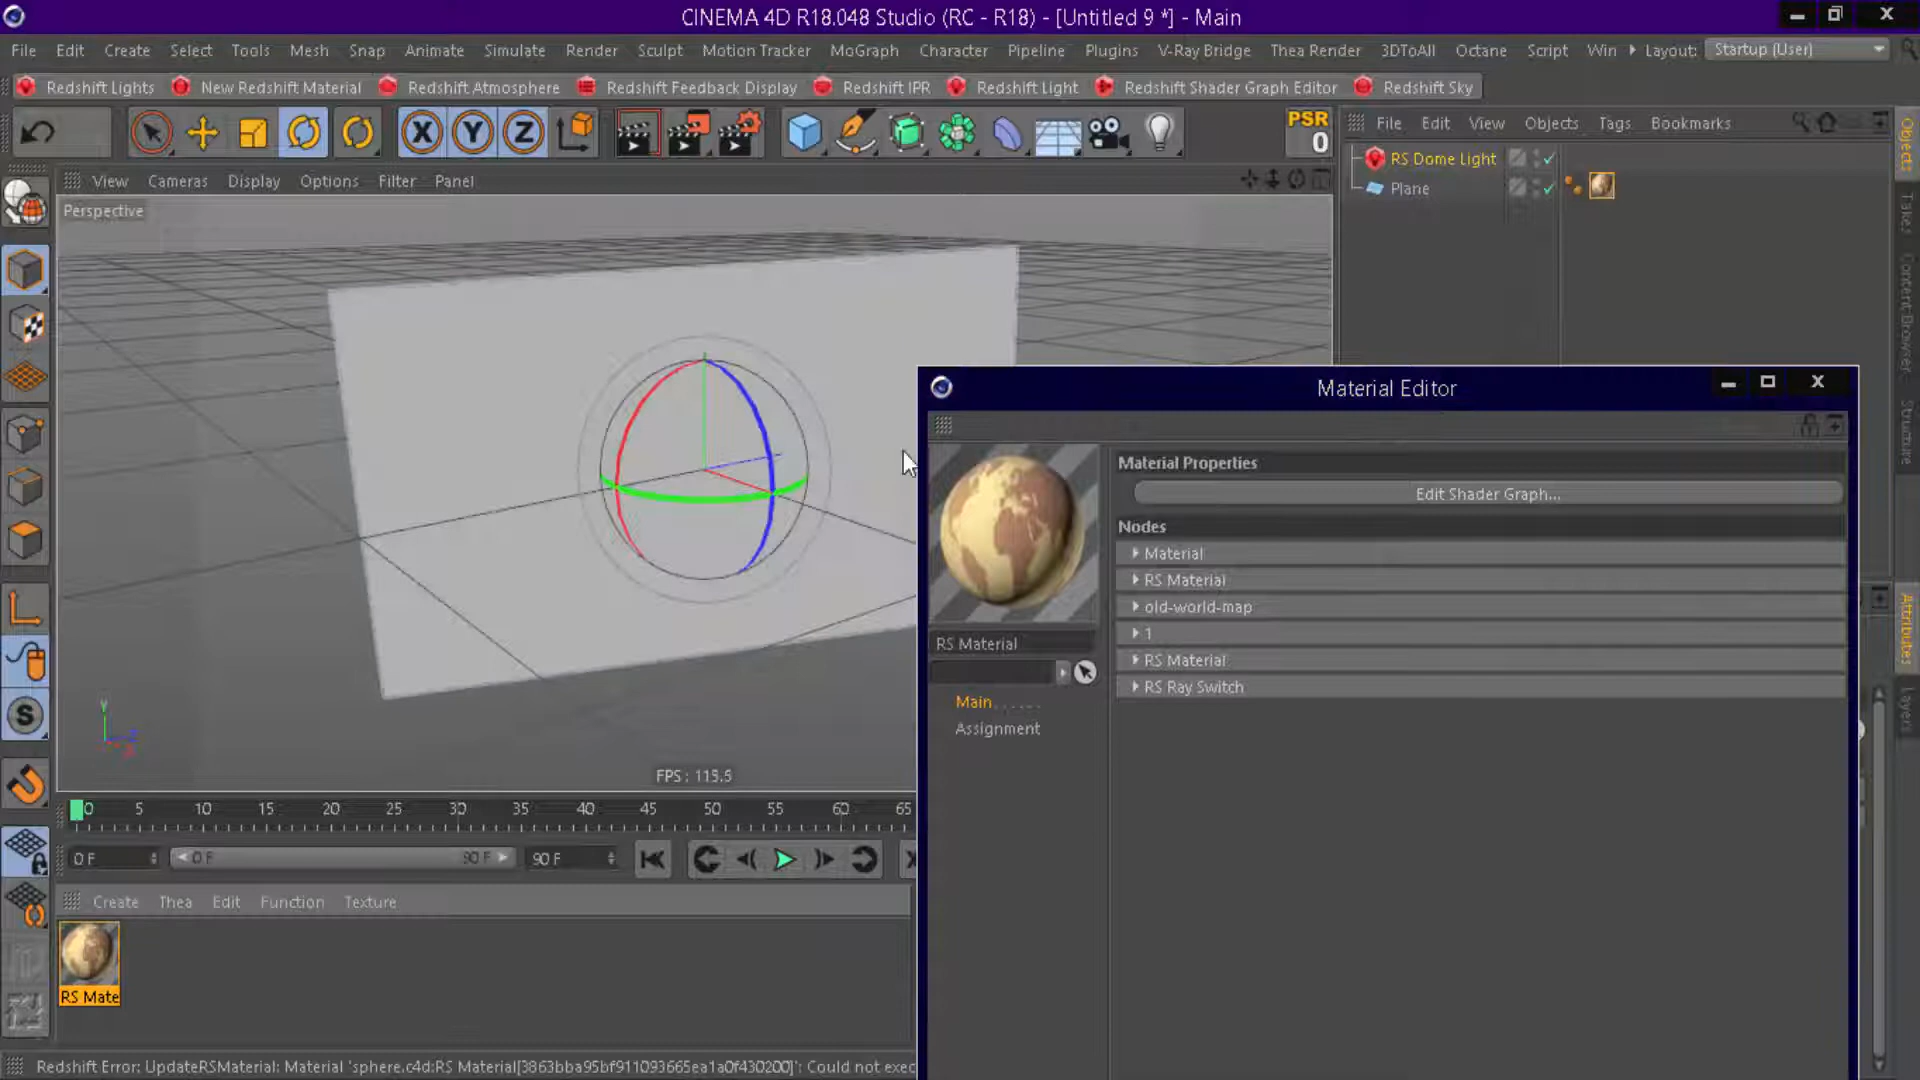 CINEMA 4D R18.048 Studio (RC - R18) - [Untitled 9 *] - Main
File Edit Create Select Tools Mesh Snap Animate Simulate Render Sculpt Motion Tracker MoGraph Character Pipeline Plugins V-Ray Bridge Thea Render 3DToAll Octane Script Win Layout: Startup (User)
Redshift Lights New Redshift Material Redshift Atmosphere Redshift Feedback Display Redshift IPR Redshift Light Redshift Shader Graph Editor Redshift Sky
X Y Z PSR
0
File Edit View Objects Tags Bookmarks
RS Dome Light
Plane
View Cameras Display Options Filter Panel
Perspective
Objects
Takes
Content Browser
Structure
Attributes
Layers
Material Editor
Material Properties
Edit Shader Graph...
Nodes
Material
RS Material
old-world-map
1
RS Material
RS Ray Switch
RS Material
Main
Assignment
Y
Z
X
S
FPS : 115.5
0 5 10 15 20 25 30 35 40 45 50 55 60 65
0 F 0 F 90 F 90 F
Create Thea Edit Function Texture
RS Mate
Redshift Error: UpdateRSMaterial: Material 'sphere.c4d:RS Material[3863bba95bf911093665ea1a0f430200]': Could not exec